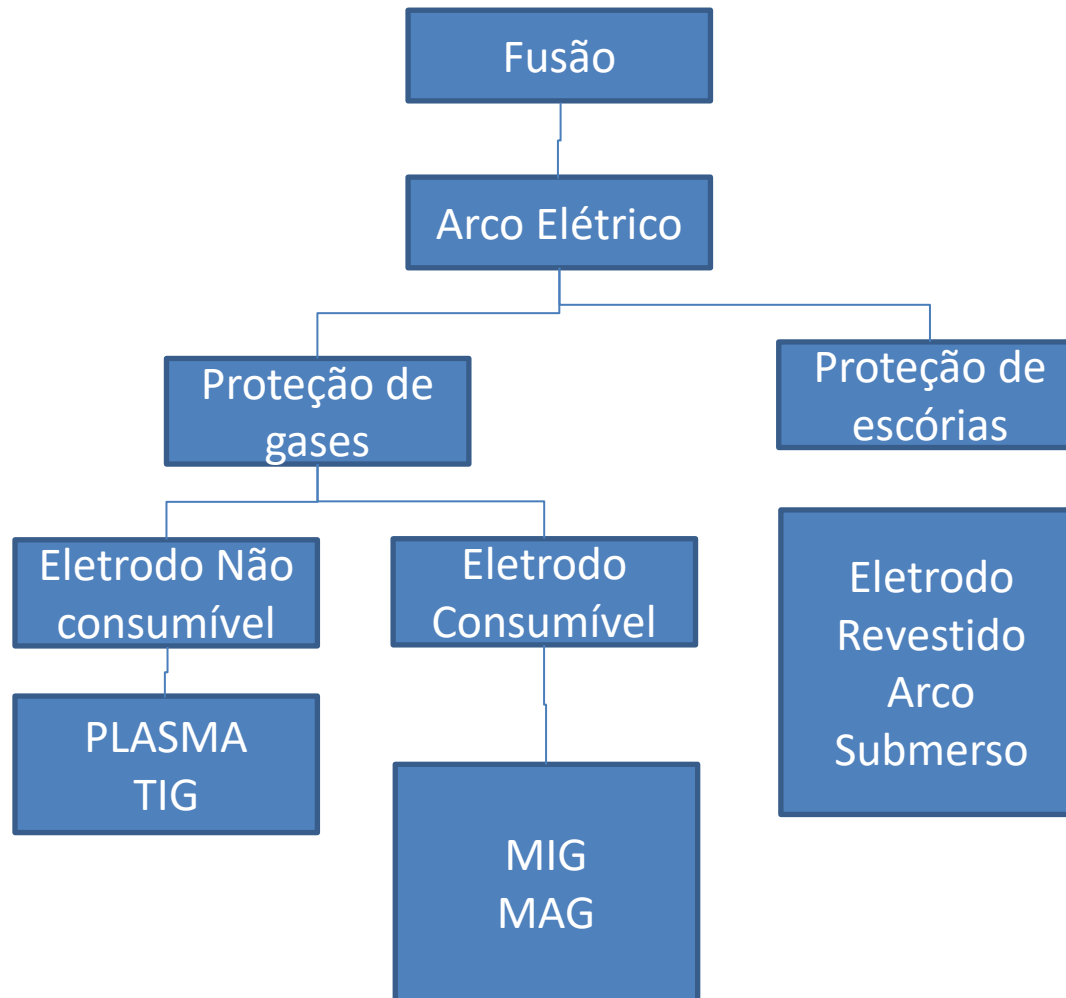 Fusão
Arco Elétrico
Proteção de
gases
Proteção de
escórias
Eletrodo Não
consumível
Eletrodo
Consumível
Eletrodo
Revestido
Arco
Submerso
PLASMA
TIG
MIG
MAG